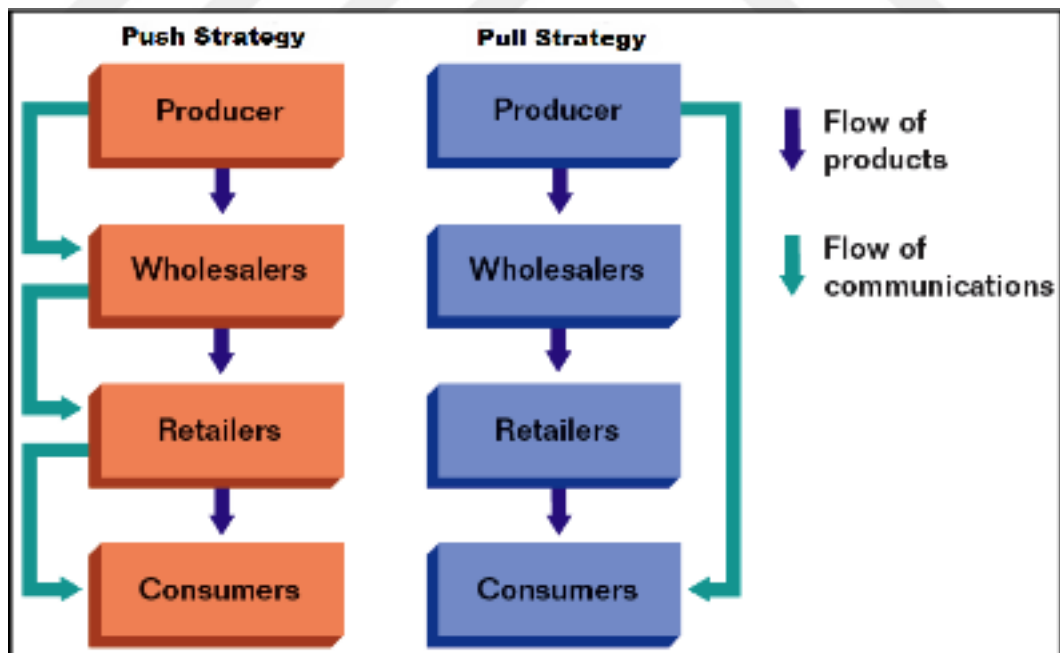 Push Strategy
Pull Strategy
Producer
Wholesalers
Retailers
Consumers
Producer
Wholesalers
Retailers
Consumers
Flow of
products
Flow of
communications